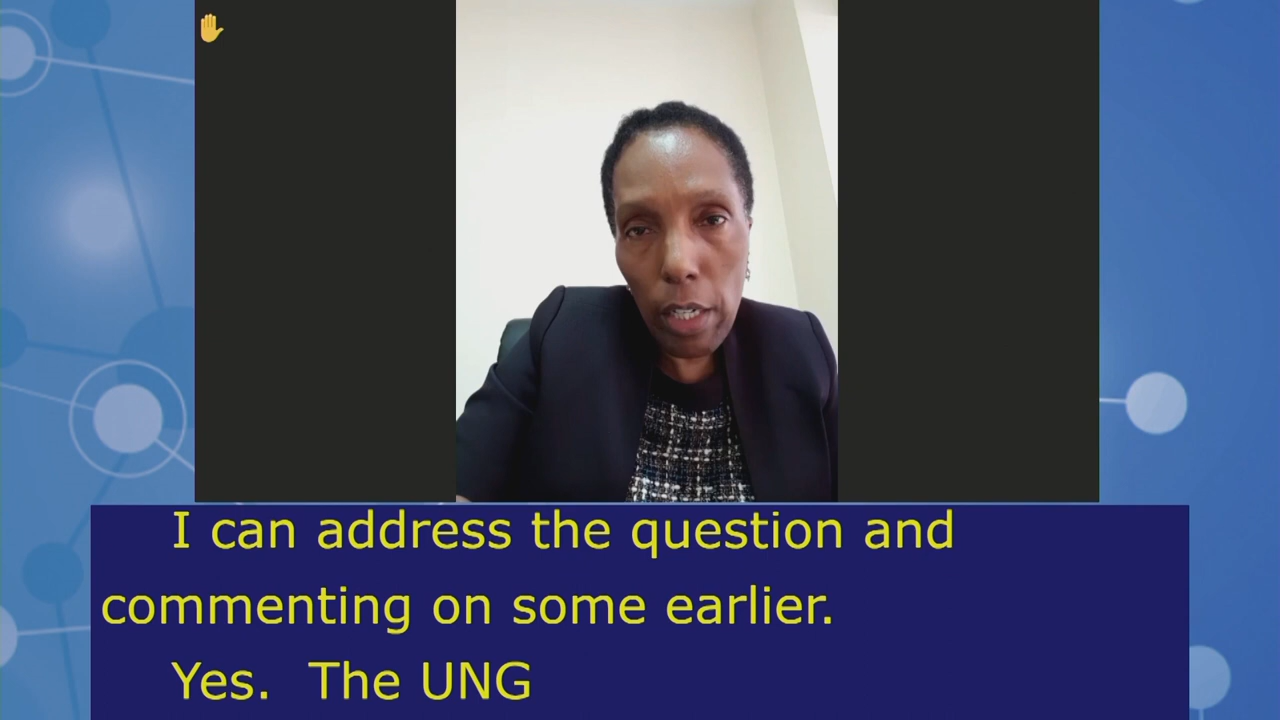 I can address the question and
commenting on some earlier.
Yes. The UNG